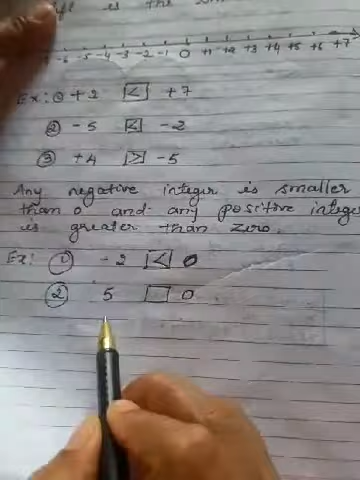 is the
-6 -5 -4 -3 -2 -1 0 +1 +2 +3 +4 +5 +6 +7
Ex: ① +2 < +7
② -5 < -2
③ +4 > -5
Any negative integer is smaller
than 0 and any positive integer
is greater than zero.
Ex: ① -2 < 0
② 5 □ 0